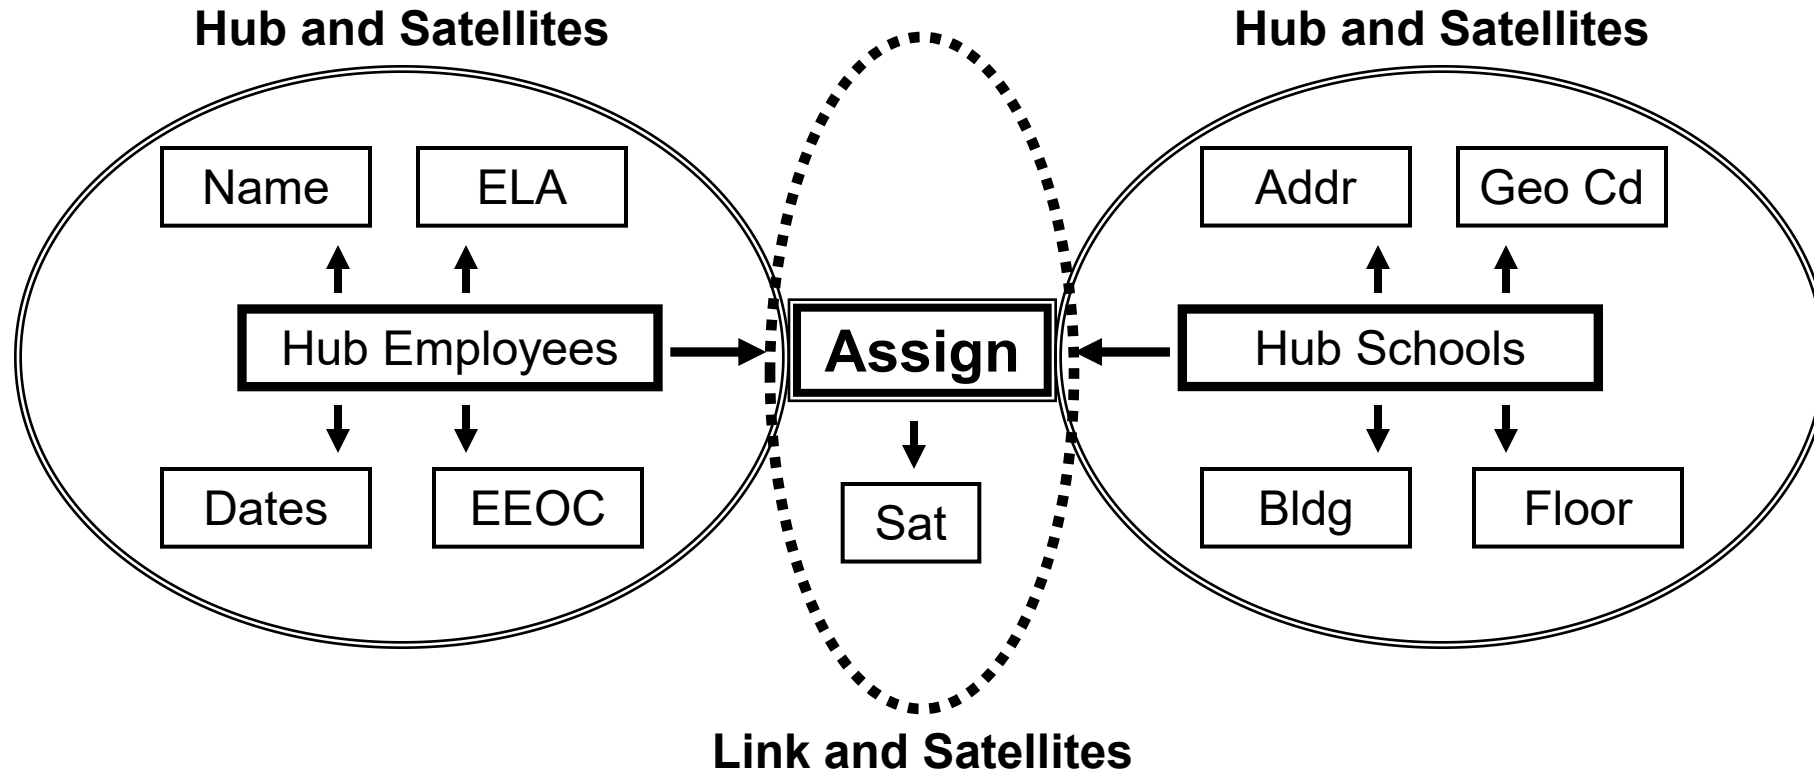 Hub and Satellites
Hub and Satellites
Name
ELA
Addr
Geo Cd
Hub Employees
Assign
Hub Schools
Dates
EEOC
Sat
Bldg
Floor
Link and Satellites